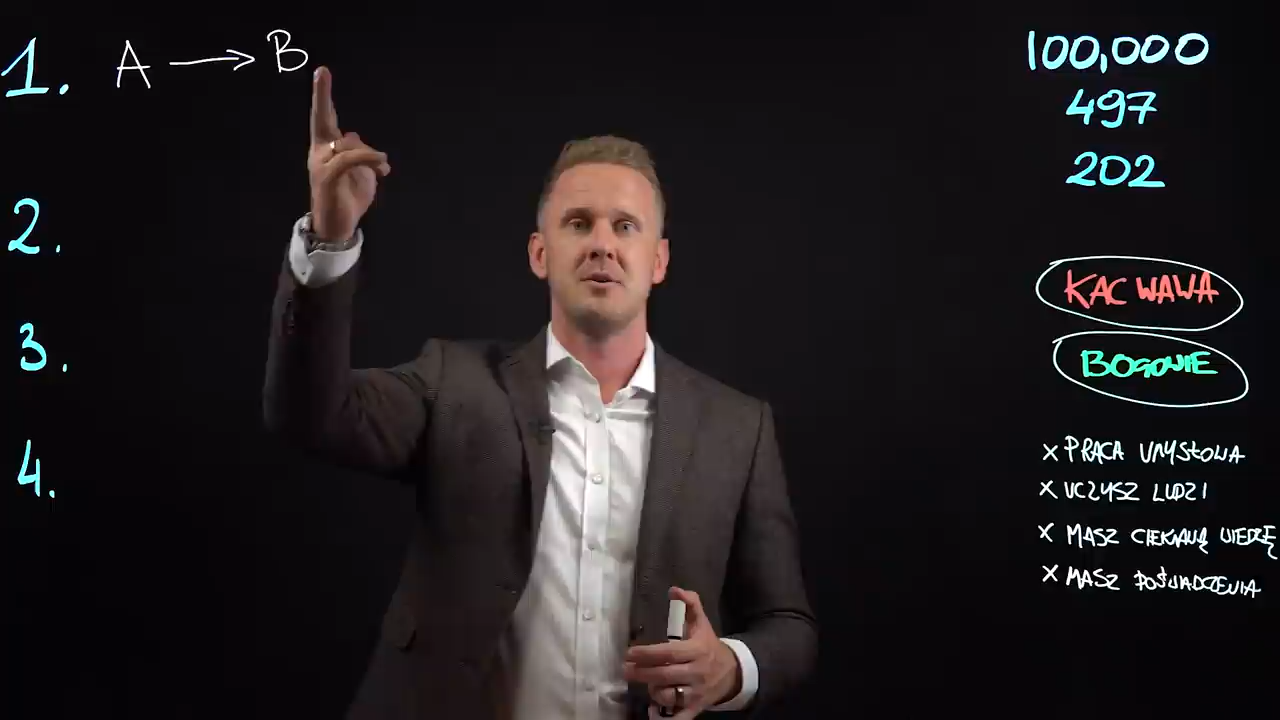 1. A → B
2.
3.
4.
100,000
497
202
KAC WAWA
BOGOWIE
× PRACA UMYSŁOWA
× UCZYSZ LUDZI
× MASZ CIEKAWĄ WIEDZĘ
× MASZ DOŚWIADCZENIA